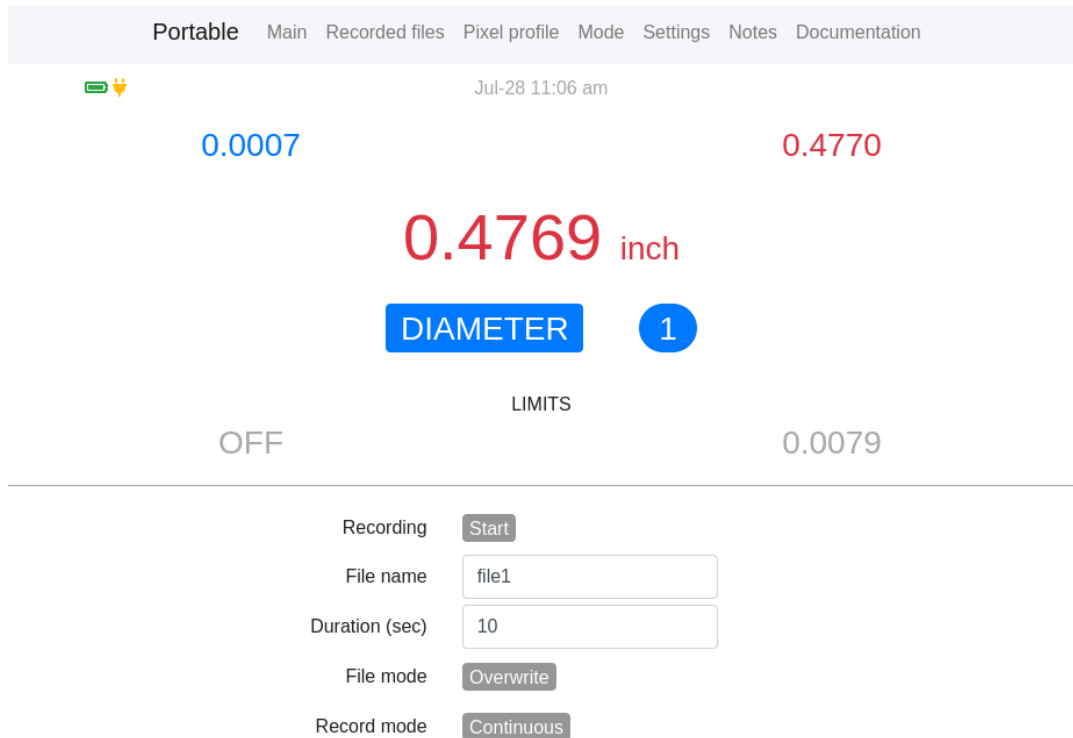 Portable Main Recorded files Pixel profile Mode Settings Notes Documentation
Jul-28 11:06 am
0.0007 0.4770
0.4769 inch
DIAMETER 1
LIMITS
OFF 0.0079
Recording Start
File name file1
Duration (sec) 10
File mode Overwrite
Record mode Continuous